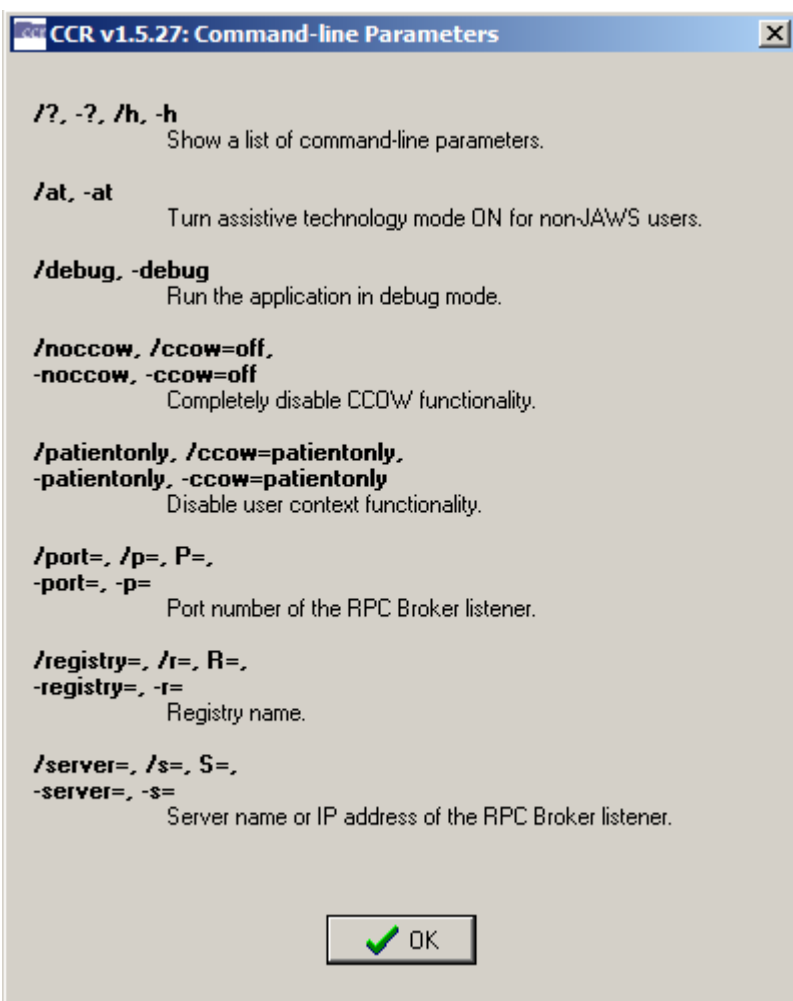 CCR CCR v1.5.27: Command-line Parameters
/?, -?, /h, -h
Show a list of command-line parameters.
/at, -at
Turn assistive technology mode ON for non-JAWS users.
/debug, -debug
Run the application in debug mode.
/noccow, /ccow=off,
-noccow, -ccow=off
Completely disable CCOW functionality.
/patientonly, /ccow=patientonly,
-patientonly, -ccow=patientonly
Disable user context functionality.
/port=, /p=, P=,
-port=, -p=
Port number of the RPC Broker listener.
/registry=, /r=, R=,
-registry=, -r=
Registry name.
/server=, /s=, S=,
-server=, -s=
Server name or IP address of the RPC Broker listener.
OK